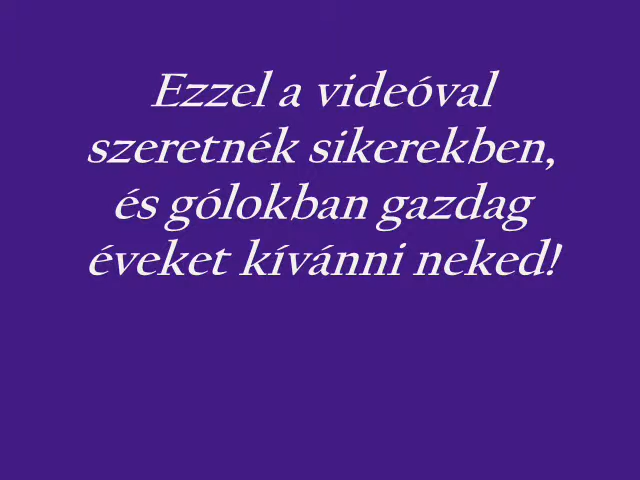 Ezzel a videóval
szeretnék sikerekben,
és gólokban gazdag
éveket kívánni neked!